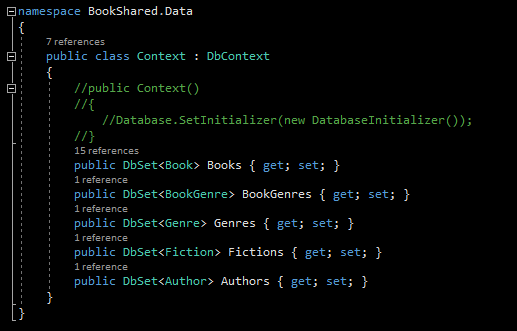 namespace BookShared.Data
{
7 references
public class Context : DbContext
{
//public Context()
//{
//Database.SetInitializer(new DatabaseInitializer());
//}
15 references
public DbSet<Book> Books { get; set; }
1 reference
public DbSet<BookGenre> BookGenres { get; set; }
1 reference
public DbSet<Genre> Genres { get; set; }
1 reference
public DbSet<Fiction> Fictions { get; set; }
1 reference
public DbSet<Author> Authors { get; set; }
}
}